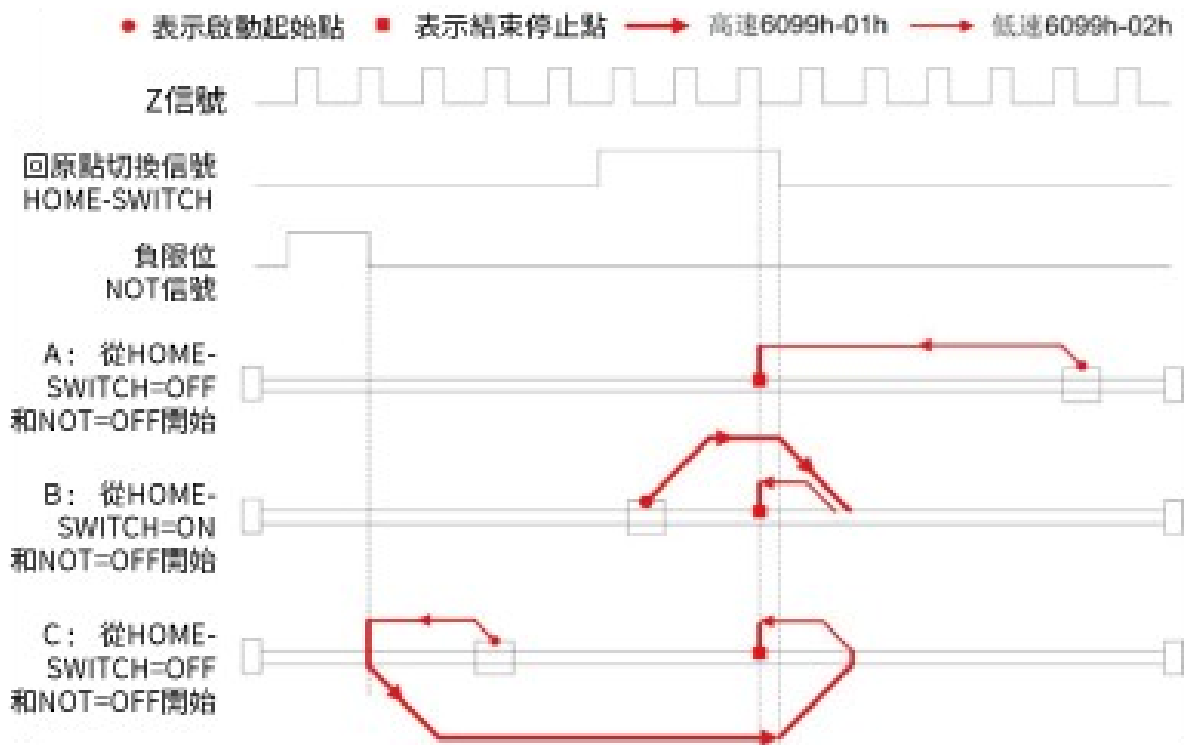 表示啟動起始點 表示結束停止點 高速6099h-01h 低速6099h-02h
Z信號
回原點切換信號
HOME-SWITCH
負限位
NOT信號
A： 從HOME-
SWITCH=OFF
和NOT=OFF開始
B： 從HOME-
SWITCH=ON
和NOT=OFF開始
C： 從HOME-
SWITCH=OFF
和NOT=OFF開始